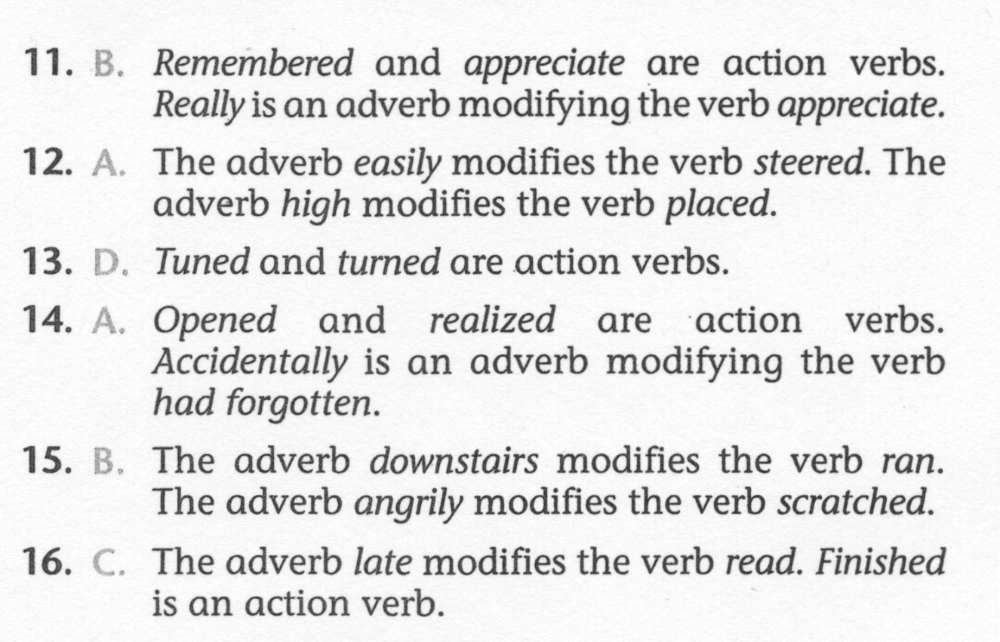 11. B. Remembered and appreciate are action verbs.
Really is an adverb modifying the verb appreciate.
12. A. The adverb easily modifies the verb steered. The
adverb high modifies the verb placed.
13. D. Tuned and turned are action verbs.
14. A. Opened and realized are action verbs.
Accidentally is an adverb modifying the verb
had forgotten.
15. B. The adverb downstairs modifies the verb ran.
The adverb angrily modifies the verb scratched.
16. C. The adverb late modifies the verb read. Finished
is an action verb.